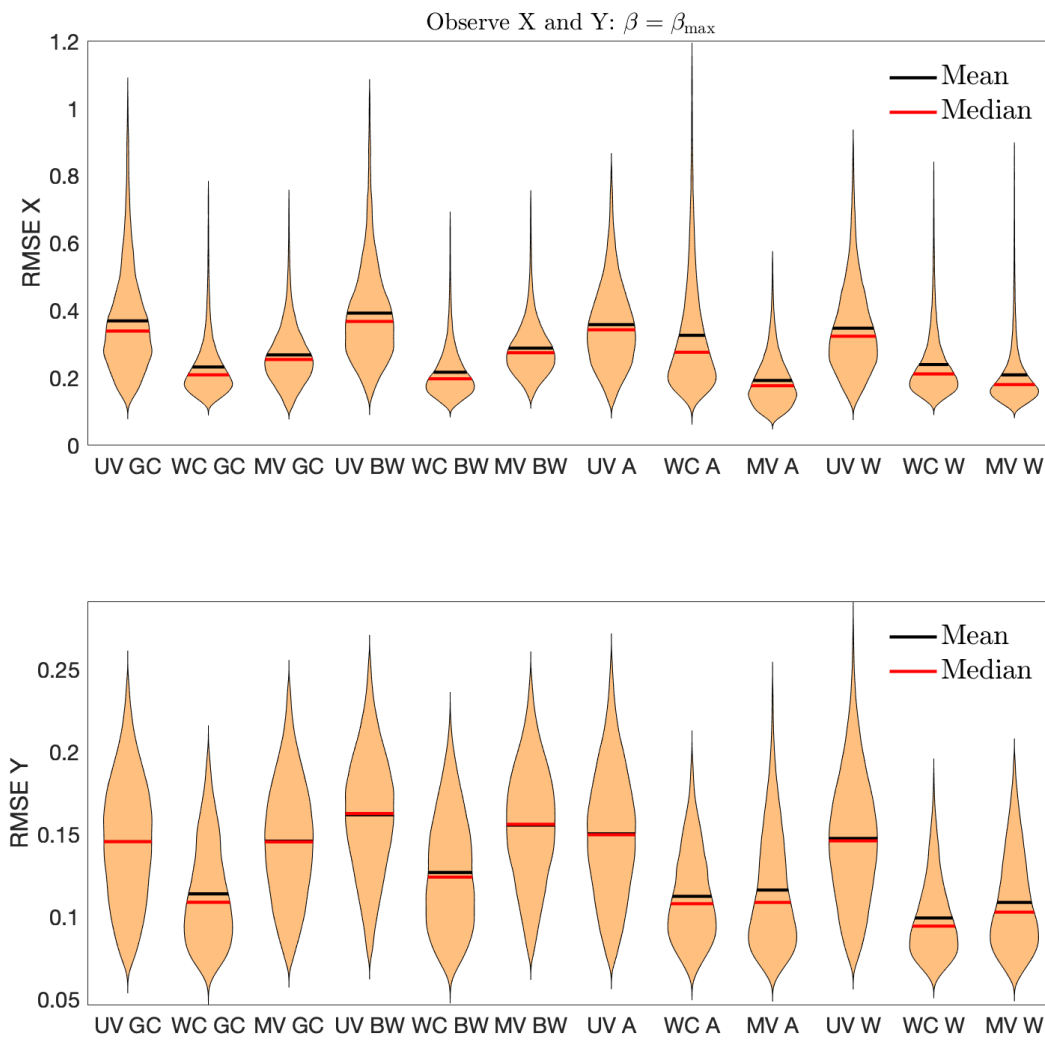 Observe X and Y: β = βmax
1.2
1
0.8
0.6
0.4
0.2
0
RMSE X
Mean
Median
UV GC WC GC MV GC UV BW WC BW MV BW UV A WC A MV A UV W WC W MV W
0.25
0.2
0.15
0.1
0.05
RMSE Y
Mean
Median
UV GC WC GC MV GC UV BW WC BW MV BW UV A WC A MV A UV W WC W MV W